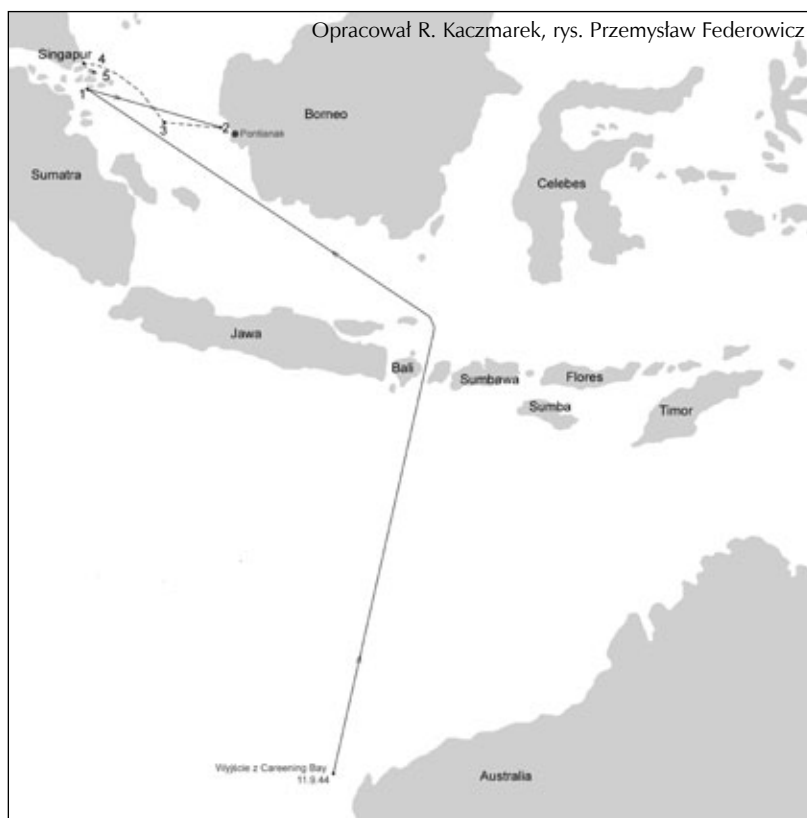 Opracował R. Kaczmarek, rys. Przemysław Federowicz
Singapur
4
5
1
2
3
Pontianak
Borneo
Sumatra
Celebes
Jawa
Bali
Sumbawa
Flores
Sumba
Timor
Wyjście z Careening Bay
11.9.44
Australia